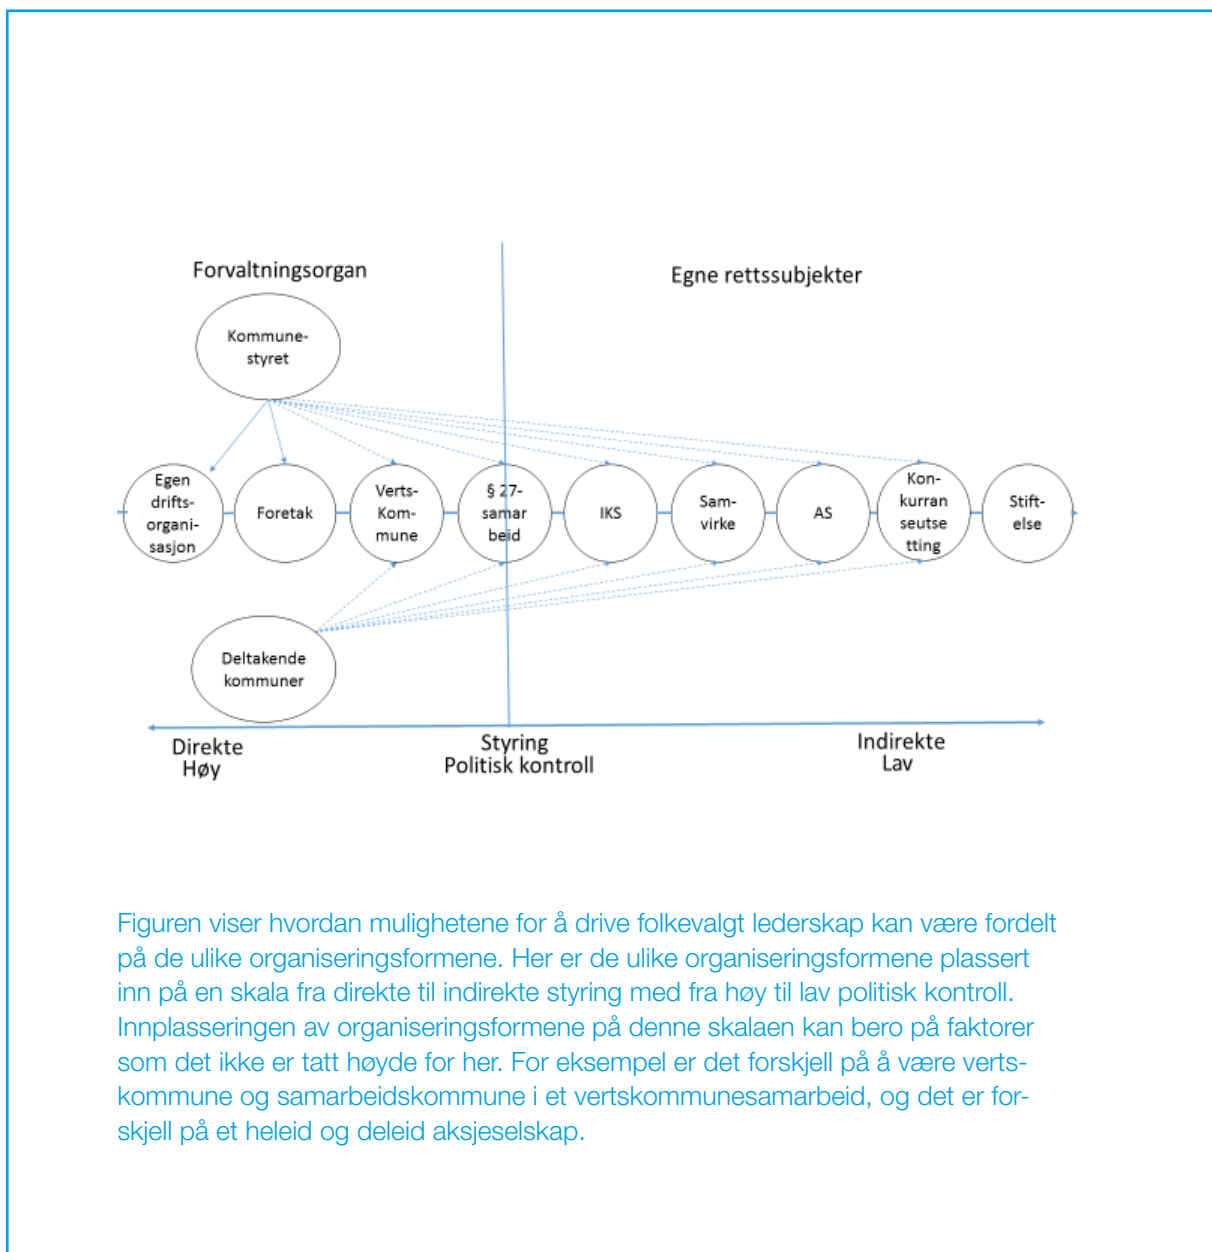 Forvaltningsorgan
Egne rettssubjekter
Kommune-
styret
Egen
drifts-
organi-
sasjon
Foretak
Verts-
Kom-
mune
§ 27-
samar
beid
IKS
Sam-
virke
AS
Kon-
kurran
seutse
tting
Stift-
else
Deltakende
kommuner
Direkte
Høy
Styring
Politisk kontroll
Indirekte
Lav
Figuren viser hvordan mulighetene for å drive folkevalgt lederskap kan være fordelt
på de ulike organiseringsformene. Her er de ulike organiseringsformene plassert
inn på en skala fra direkte til indirekte styring med fra høy til lav politisk kontroll.
Innplasseringen av organiseringsformene på denne skalaen kan bero på faktorer
som det ikke er tatt høyde for her. For eksempel er det forskjell på å være verts-
kommune og samarbeidskommune i et vertskommunesamarbeid, og det er for-
skjell på et heleid og deleid aksjeselskap.